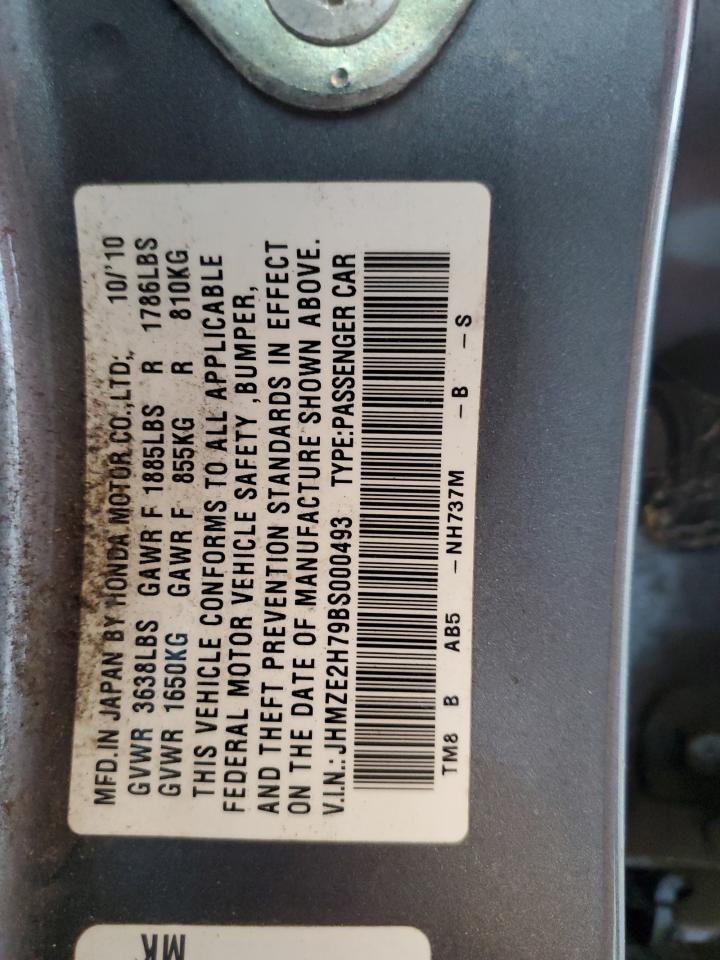 MFD.IN JAPAN BY HONDA MOTOR CO.,LTD. 10/'10
GVWR 3638LBS GAWR F 1885LBS R 1786LBS
GVWR 1650KG GAWR F 855KG R 810KG
THIS VEHICLE CONFORMS TO ALL APPLICABLE
FEDERAL MOTOR VEHICLE SAFETY ,BUMPER,
AND THEFT PREVENTION STANDARDS IN EFFECT
ON THE DATE OF MANUFACTURE SHOWN ABOVE.
V.I.N.: JHMZE2H79BS000493 TYPE:PASSENGER CAR
TM8 B AB5 -NH737M -B -S
MK